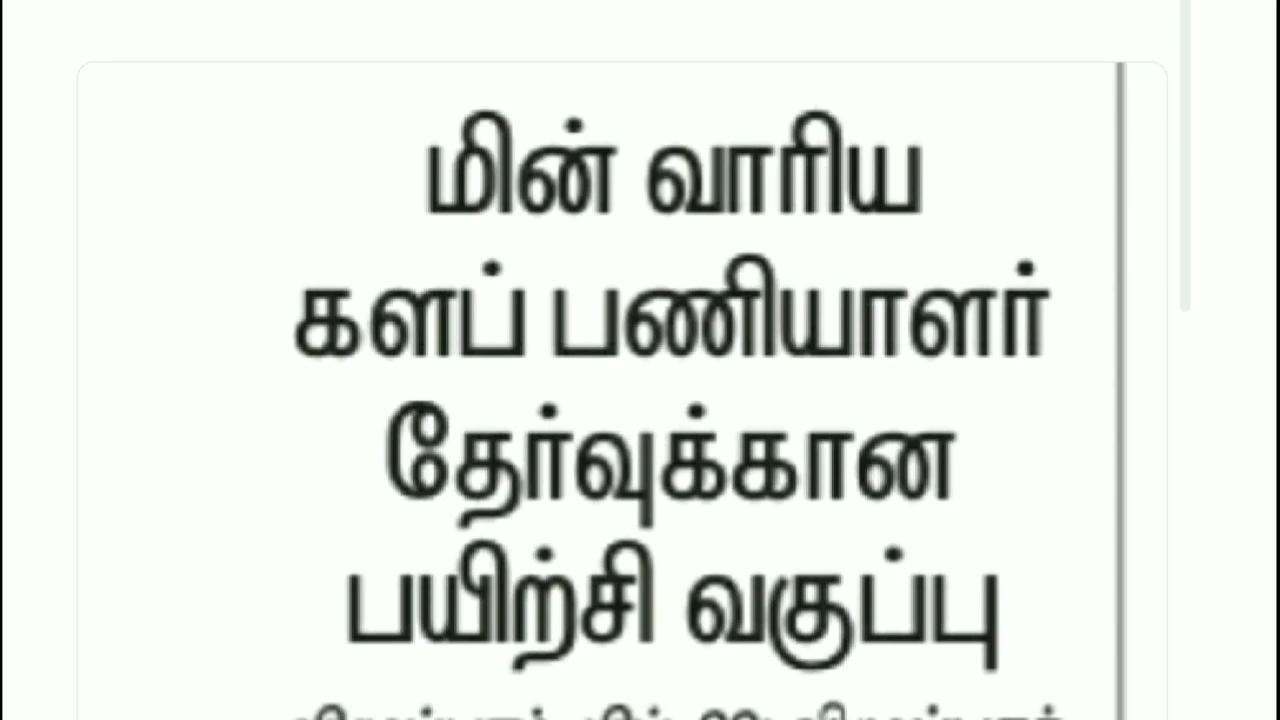 மின் வாரிய
களப் பணியாளர்
தேர்வுக்கான
பயிற்சி வகுப்பு